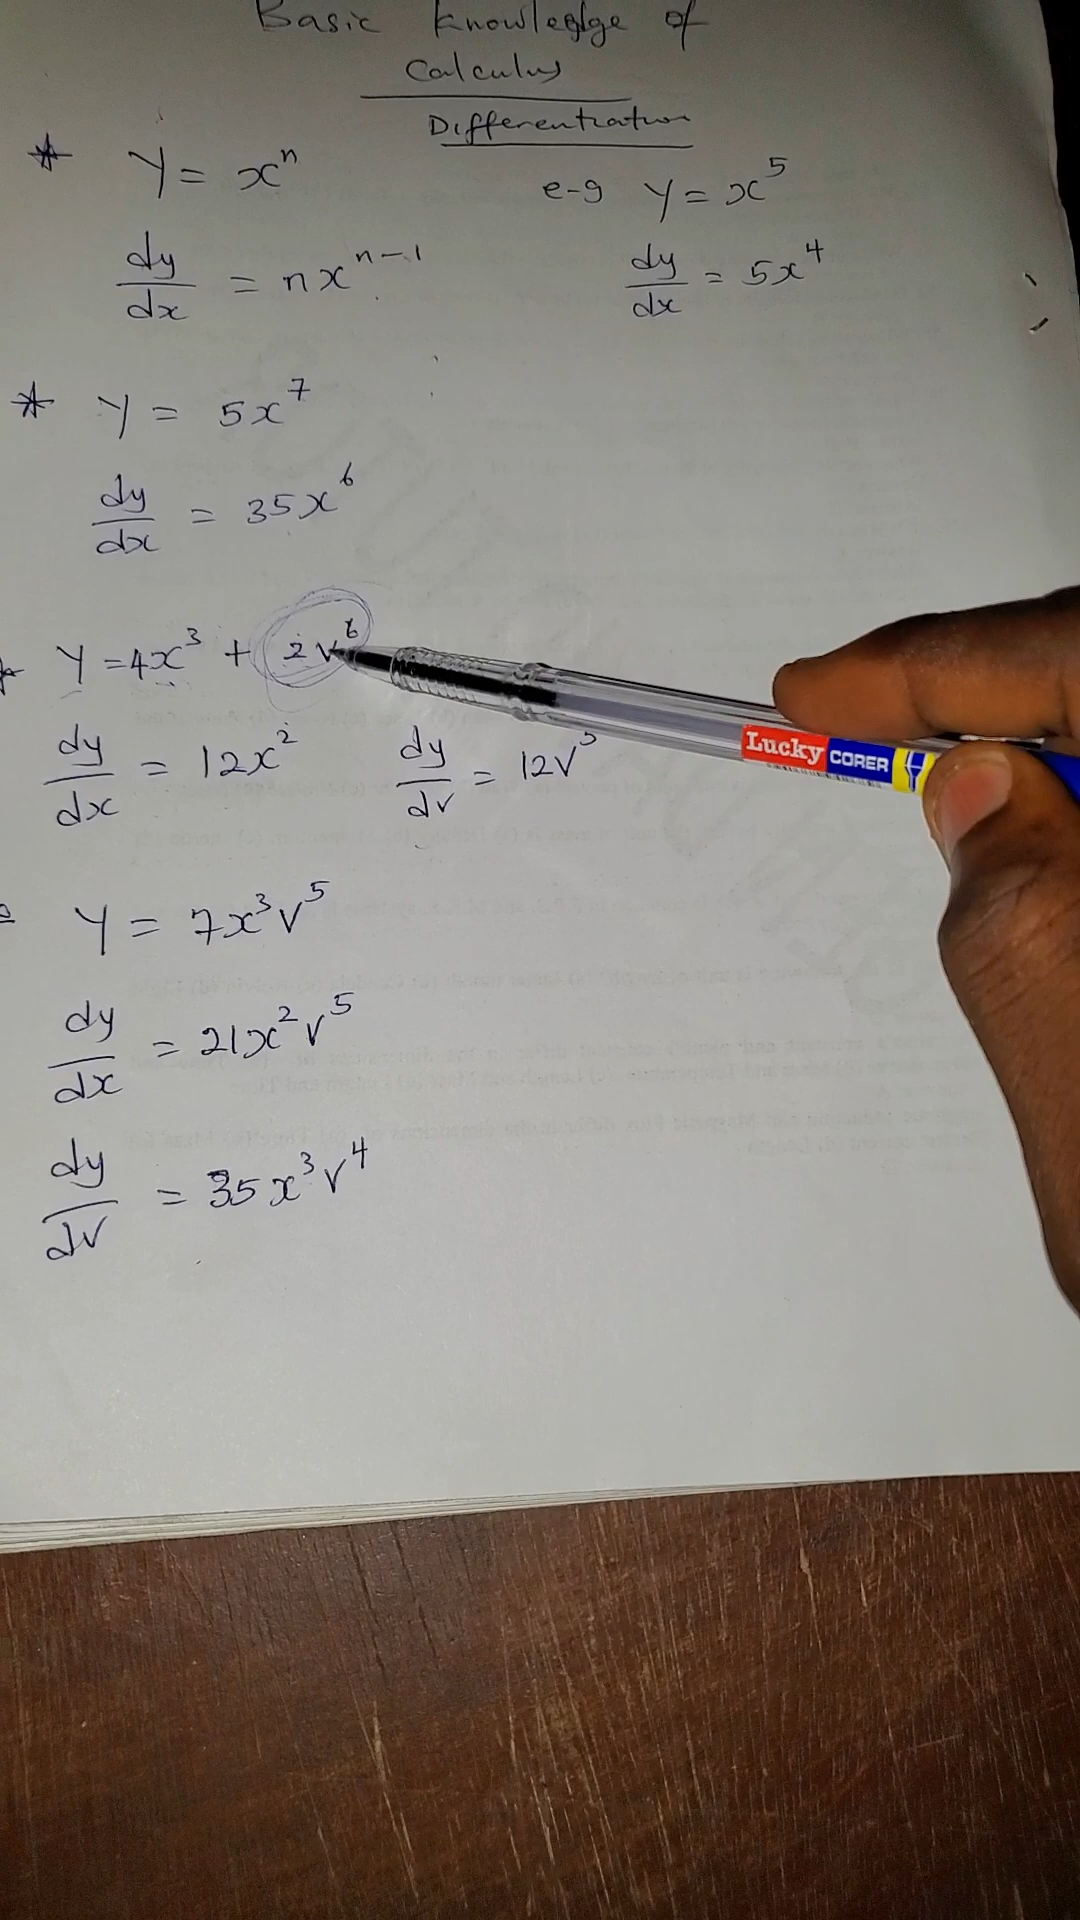 Basic Knowledge of
Calculus
Differentiation
* Y = x^n
e-g Y = x^5
dy/dx = nx^n-1
dy/dx = 5x^4
* Y = 5x^7
dy/dx = 35x^6
* Y = 4x^3 + 2v^6
dy/dx = 12x^2
dy/dv = 12v^5
Lucky CORER
Y = 7x^3v^5
dy/dx = 21x^2v^5
dy/dv = 35x^3v^4